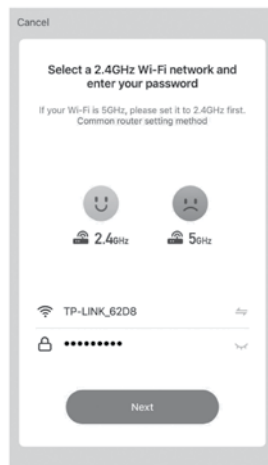 Cancel
Select a 2.4GHz Wi-Fi network and
enter your password
If your Wi-Fi is 5GHz, please set it to 2.4GHz first.
Common router setting method
2.4GHz 5GHz
TP-LINK_62D8
•••••••••
Next